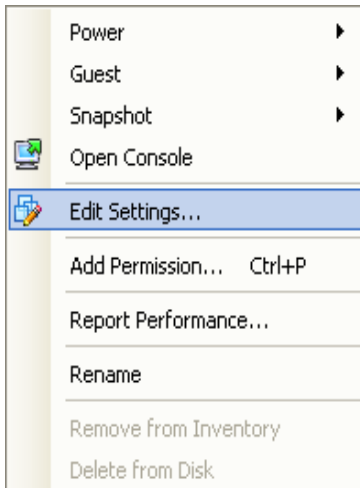 Power
Guest
Snapshot
Open Console
Edit Settings...
Add Permission... Ctrl+P
Report Performance...
Rename
Remove from Inventory
Delete from Disk